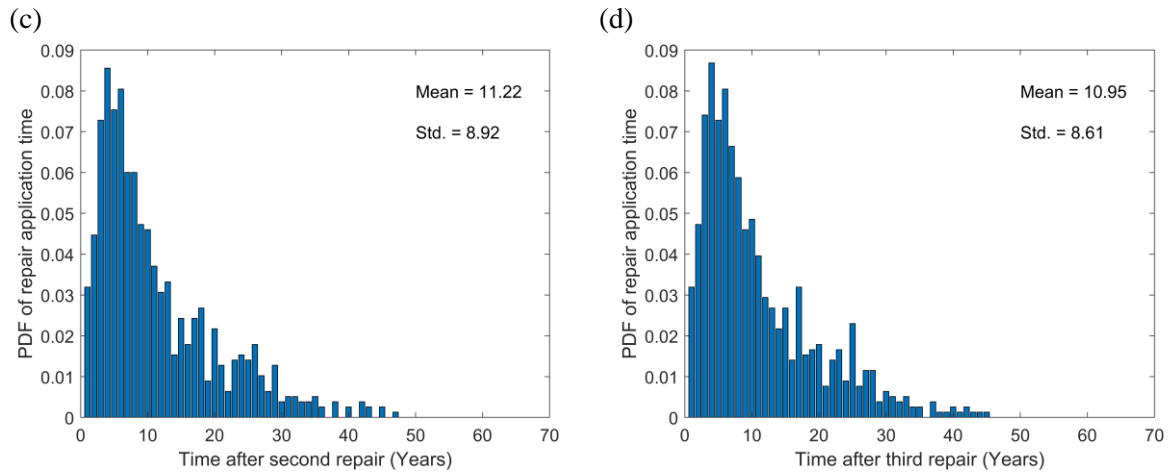 (c)
PDF of repair application time
0.09
0.08
0.07
0.06
0.05
0.04
0.03
0.02
0.01
0
Mean = 11.22
Std. = 8.92
0 10 20 30 40 50 60 70
Time after second repair (Years)
(d)
PDF of repair application time
0.09
0.08
0.07
0.06
0.05
0.04
0.03
0.02
0.01
0
Mean = 10.95
Std. = 8.61
0 10 20 30 40 50 60 70
Time after third repair (Years)